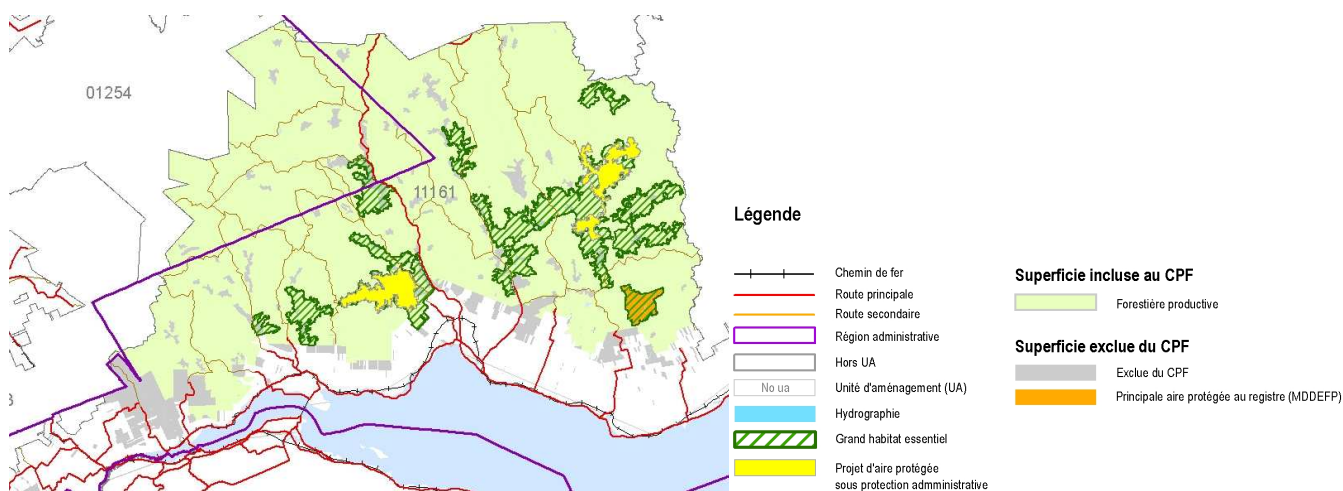 01254
11161
3
Légende
Chemin de fer
Route principale
Route secondaire
Région administrative
Hors UA
No ua Unité d'aménagement (UA)
Hydrographie
Grand habitat essentiel
Projet d'aire protégée
sous protection admministrative
Superficie incluse au CPF
Forestière productive
Superficie exclue du CPF
Exclue du CPF
Principale aire protégée au registre (MDDEFP)